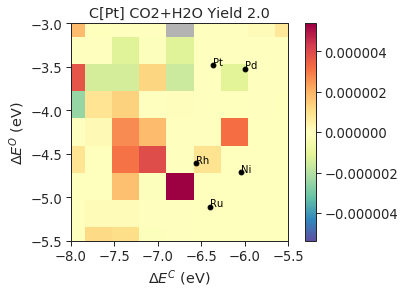 C[Pt] CO2+H2O Yield 2.0
−3.0
−3.5
−4.0
−4.5
−5.0
−5.5
ΔE^O (eV)
Pt
Pd
Rh
Ni
Ru
−8.0 −7.5 −7.0 −6.5 −6.0 −5.5
ΔE^C (eV)
0.000004
0.000002
0.000000
−0.000002
−0.000004